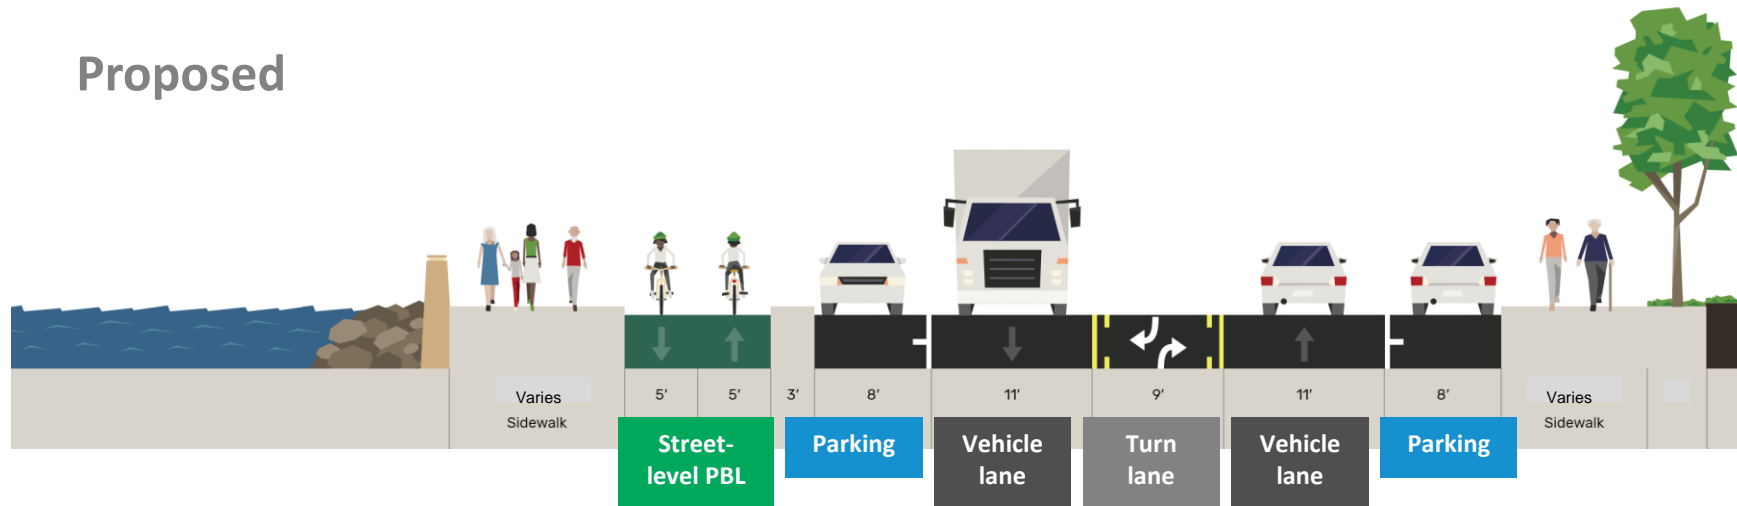 Proposed
Varies
Sidewalk
5'
5'
3'
8'
11'
9'
11'
8'
Varies
Sidewalk
Street-
level PBL
Parking
Vehicle
lane
Turn
lane
Vehicle
lane
Parking